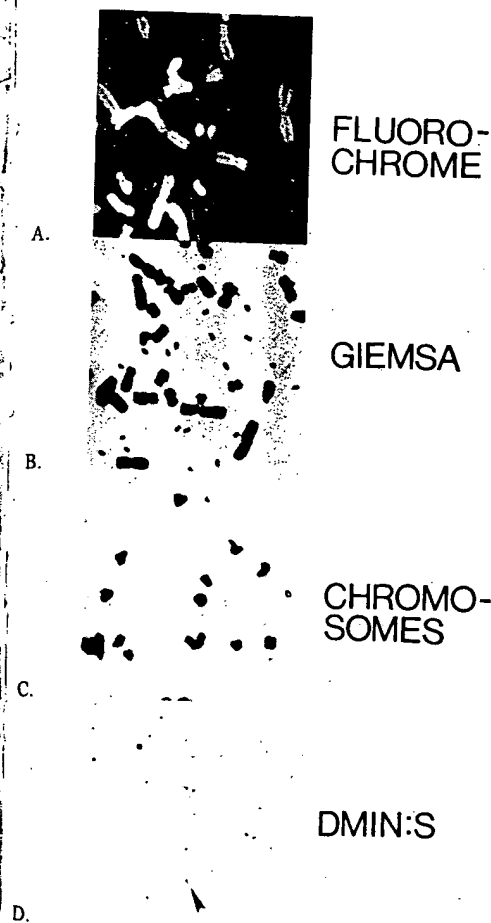 FLUORO-
CHROME
A.
GIEMSA
B.
CHROMO-
SOMES
C.
DMIN:S
D.